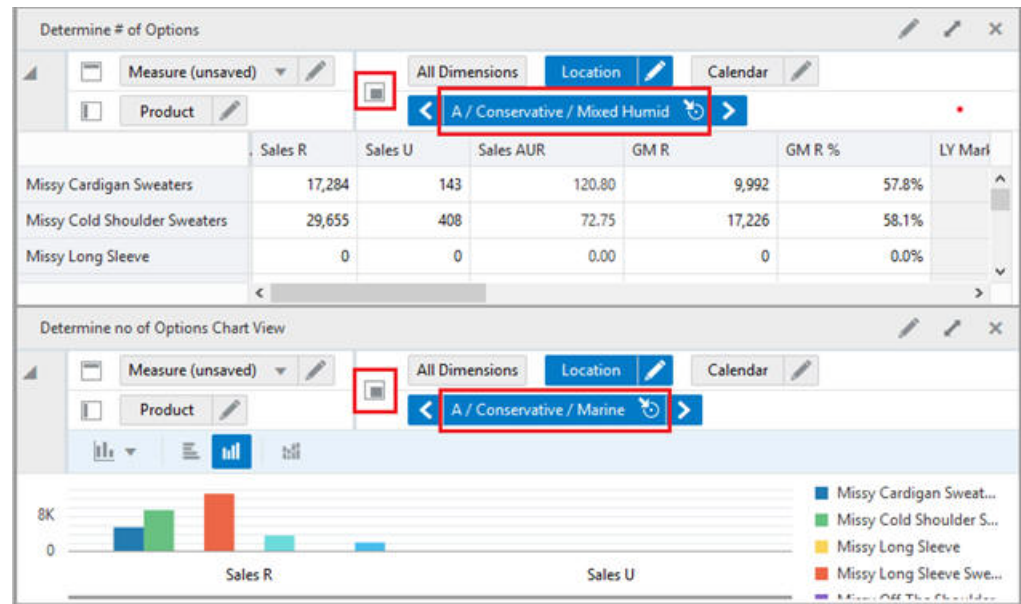 Determine # of Options
Measure (unsaved) All Dimensions Location Calendar
Product A / Conservative / Mixed Humid
Sales R Sales U Sales AUR GM R GM R % LY Mark
Missy Cardigan Sweaters 17,284 143 120.80 9,992 57.8%
Missy Cold Shoulder Sweaters 29,655 408 72.75 17,226 58.1%
Missy Long Sleeve 0 0 0.00 0 0.0%
Determine no of Options Chart View
Measure (unsaved) All Dimensions Location Calendar
Product A / Conservative / Marine
8K
0
Sales R Sales U
Missy Cardigan Sweat...
Missy Cold Shoulder S...
Missy Long Sleeve
Missy Long Sleeve Swe...
Missy Off The Shoulder